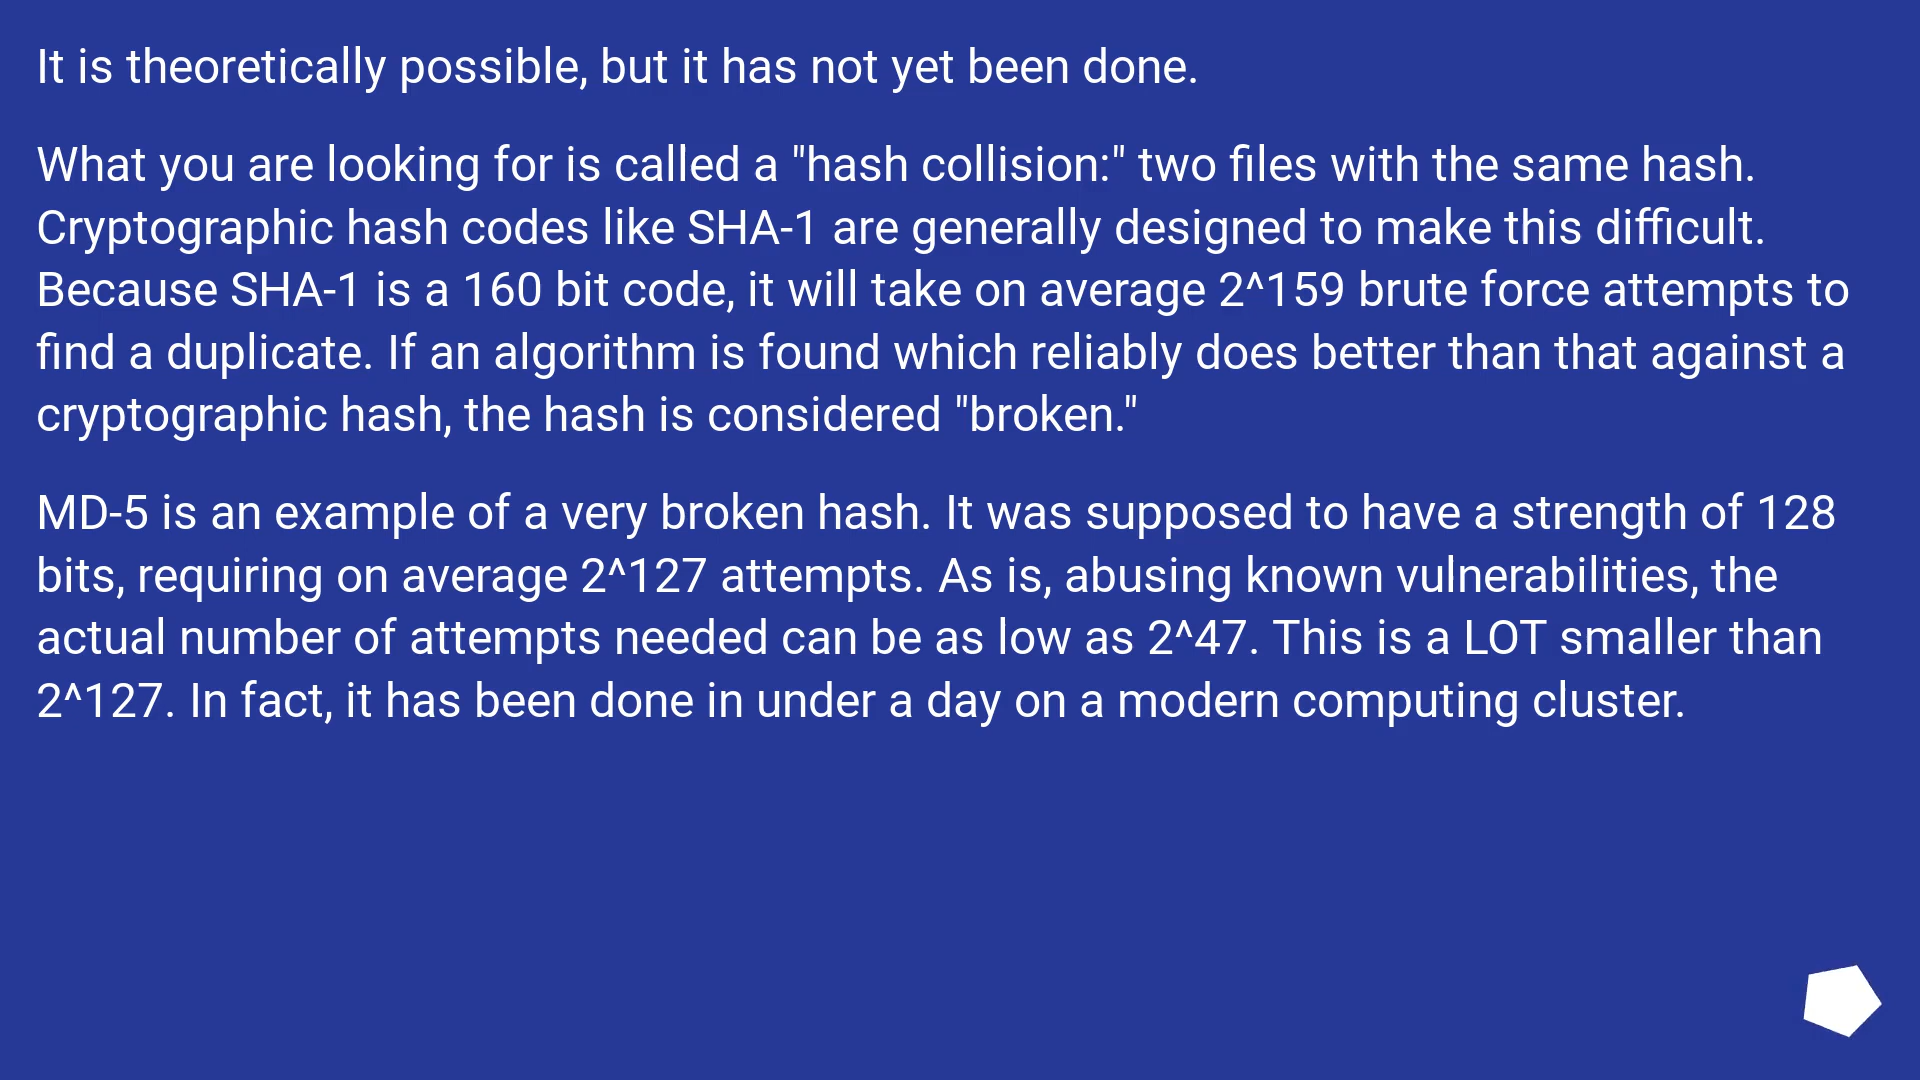 It is theoretically possible, but it has not yet been done.
What you are looking for is called a "hash collision:" two files with the same hash.
Cryptographic hash codes like SHA-1 are generally designed to make this difficult.
Because SHA-1 is a 160 bit code, it will take on average 2^159 brute force attempts to
find a duplicate. If an algorithm is found which reliably does better than that against a
cryptographic hash, the hash is considered "broken."
MD-5 is an example of a very broken hash. It was supposed to have a strength of 128
bits, requiring on average 2^127 attempts. As is, abusing known vulnerabilities, the
actual number of attempts needed can be as low as 2^47. This is a LOT smaller than
2^127. In fact, it has been done in under a day on a modern computing cluster.